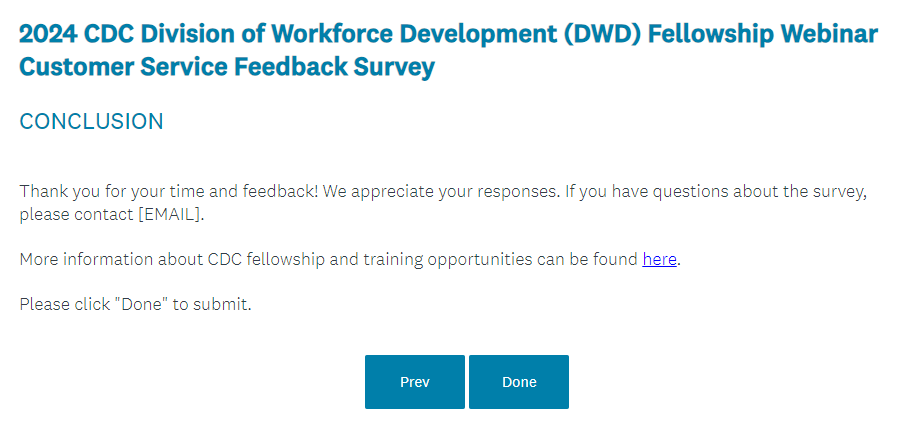 2024 CDC Division of Workforce Development (DWD) Fellowship Webinar
Customer Service Feedback Survey
CONCLUSION
Thank you for your time and feedback! We appreciate your responses. If you have questions about the survey,
please contact [EMAIL].
More information about CDC fellowship and training opportunities can be found here.
Please click "Done" to submit.
Prev
Done